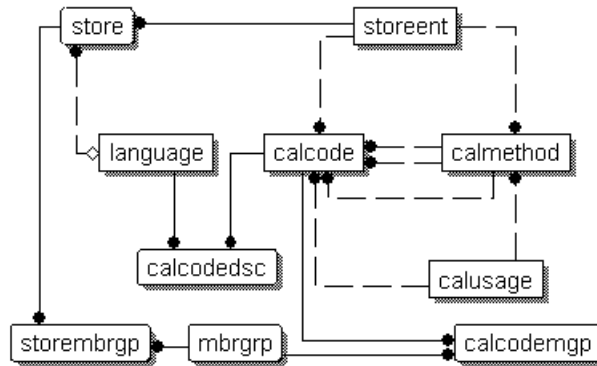 store
storeent
language
calcode
calmethod
calcodedsc
calusage
storembrgp
mbrgrp
calcodemgp